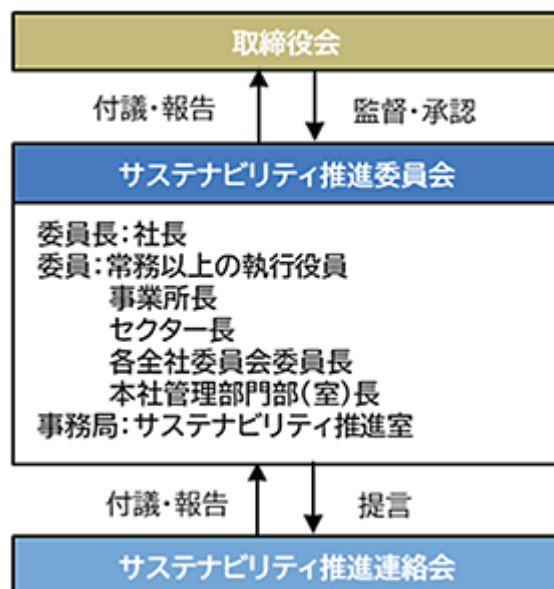 取締役会
付議・報告
監督・承認
サステナビリティ推進委員会
委員長:社長
委員:常務以上の執行役員
事業所長
セクター長
各全社委員会委員長
本社管理部門部(室)長
事務局:サステナビリティ推進室
付議・報告
提言
サステナビリティ推進連絡会